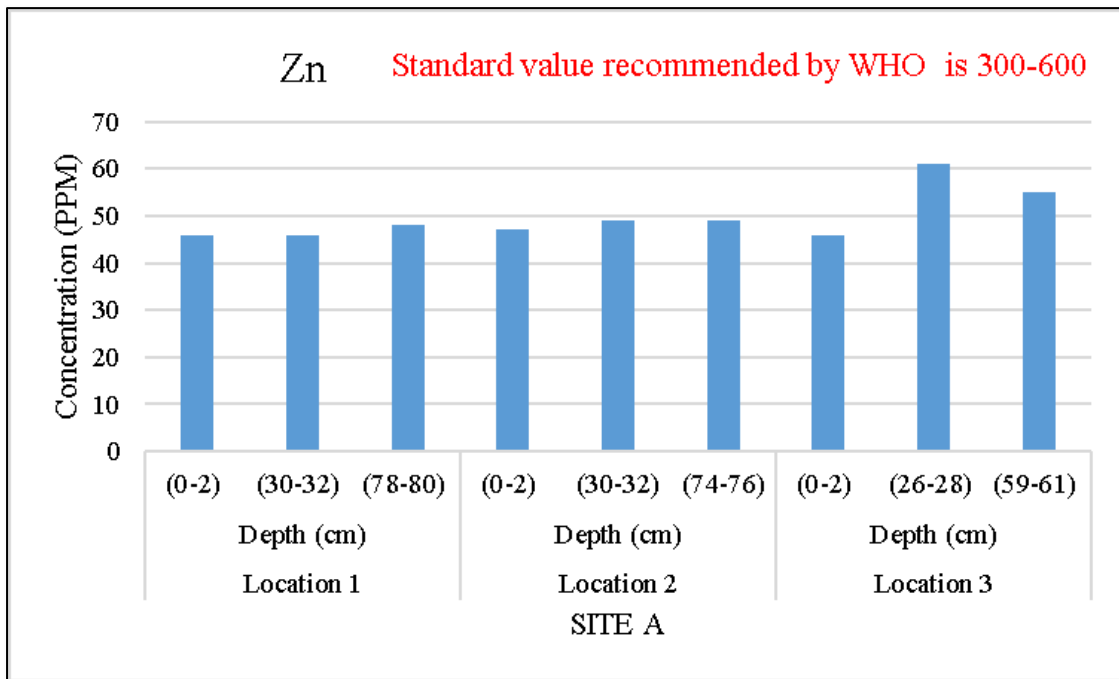 Zn
Standard value recommended by WHO is 300-600
Concentration (PPM)
70
60
50
40
30
20
10
0
(0-2) (30-32) (78-80) (0-2) (30-32) (74-76) (0-2) (26-28) (59-61)
Depth (cm) Depth (cm) Depth (cm)
Location 1 Location 2 Location 3
SITE A